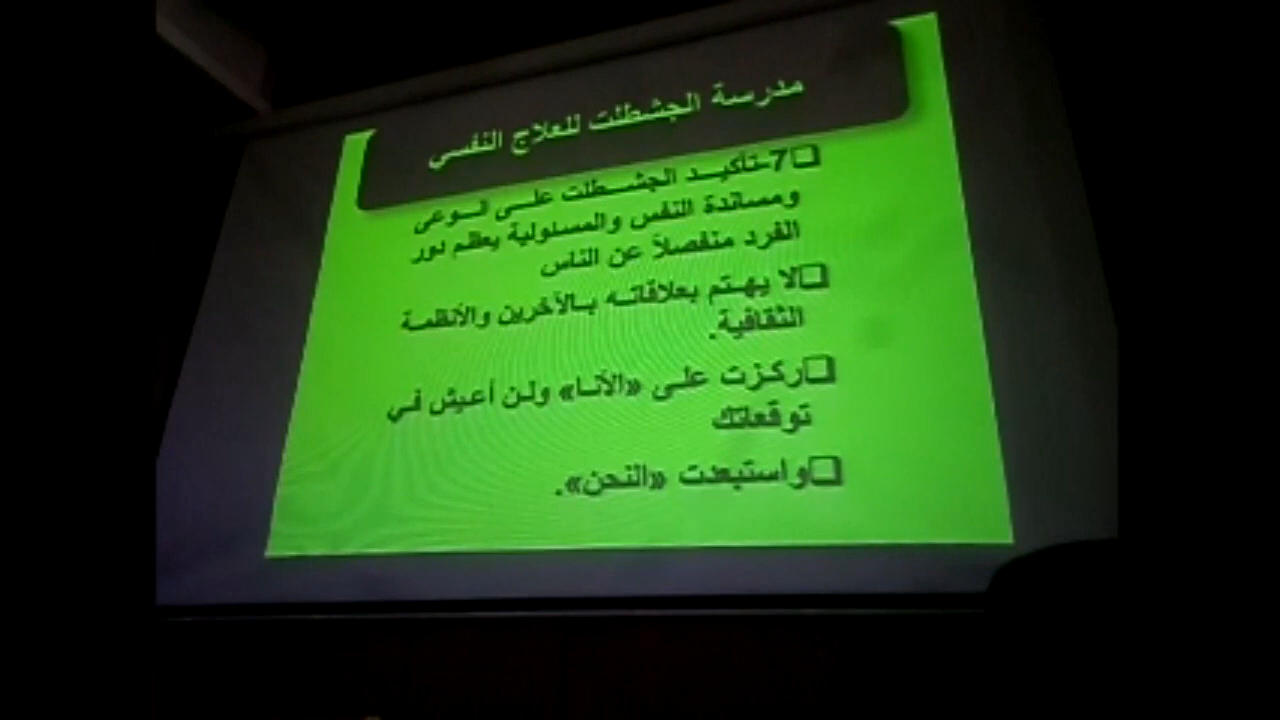 مدرسة الجشطلت للعلاج النفسي
❑7-تأكيد الجشطلت على الوعى
ومساندة النفس والمسئولية يعظم دور
الفرد منفصلاً عن الناس
❑لا يهتم بعلاقاته بالآخرين والأنظمة
الثقافية.
❑ركزت على «الأنا» ولن أعيش في
توقعاتك
❑واستبعدت «النحن».